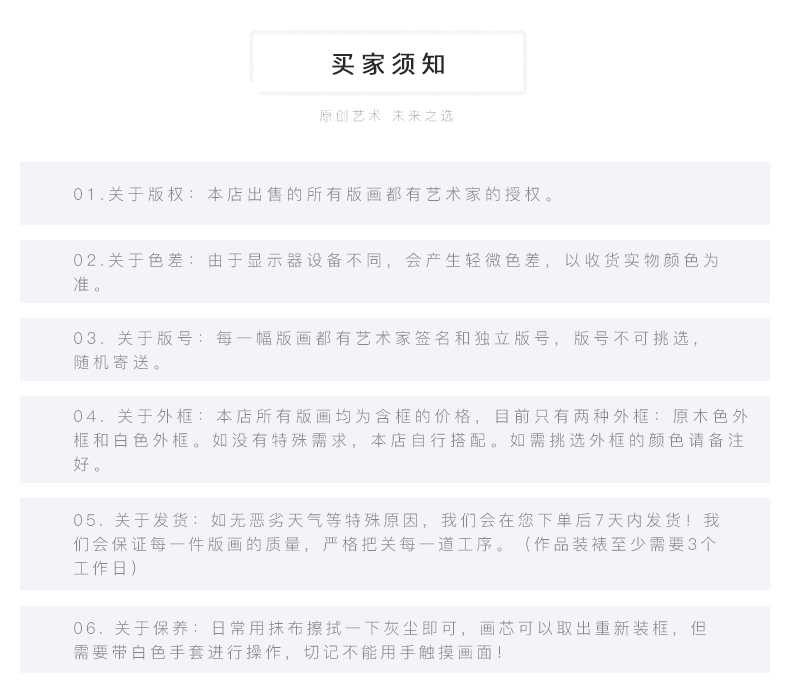 买家须知
原创艺术 未来之选
01.关于版权：本店出售的所有版画都有艺术家的授权。
02.关于色差：由于显示器设备不同，会产生轻微色差，以收货实物颜色为
准。
03. 关于版号：每一幅版画都有艺术家签名和独立版号，版号不可挑选，
随机寄送。
04. 关于外框：本店所有版画均为含框的价格，目前只有两种外框：原木色外
框和白色外框。如没有特殊需求，本店自行搭配。如需挑选外框的颜色请备注
好。
05. 关于发货：如无恶劣天气等特殊原因，我们会在您下单后7天内发货！我
们会保证每一件版画的质量，严格把关每一道工序。（作品装裱至少需要3个
工作日）
06. 关于保养：日常用抹布擦拭一下灰尘即可，画芯可以取出重新装框，但
需要带白色手套进行操作，切记不能用手触摸画面！